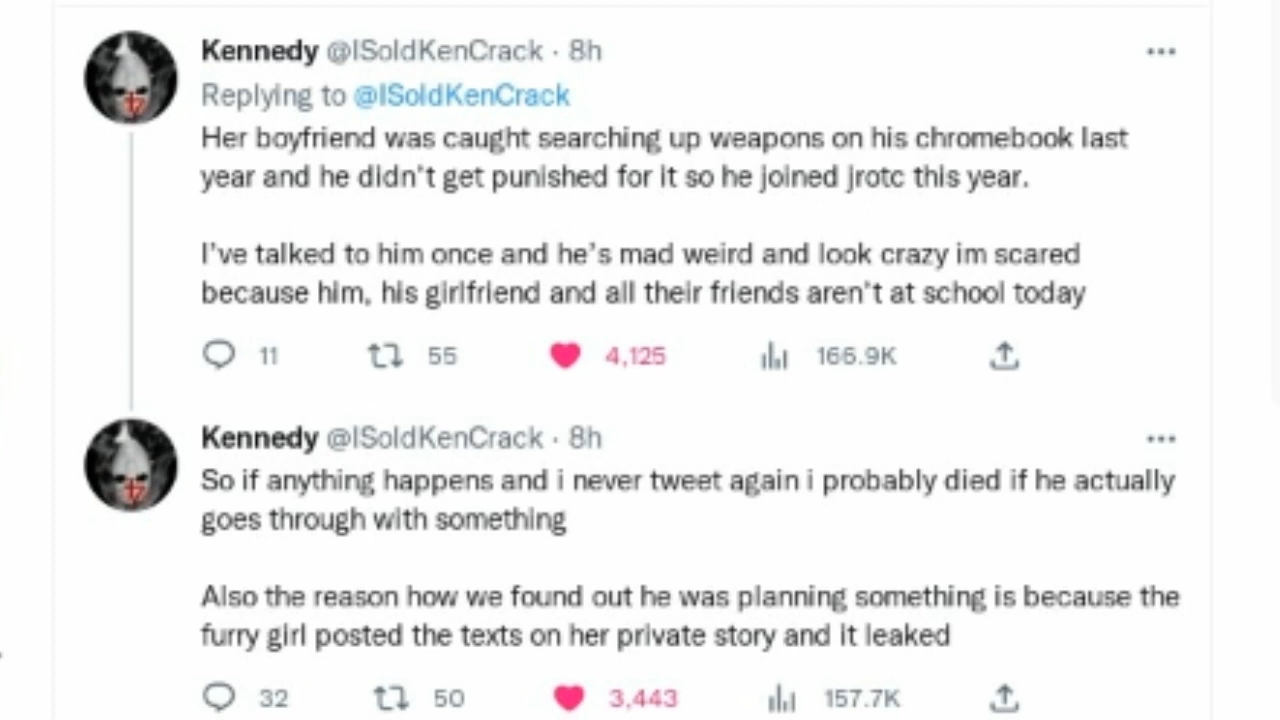 Kennedy @ISoldKenCrack · 8h
Replying to @ISoldKenCrack
Her boyfriend was caught searching up weapons on his chromebook last
year and he didn't get punished for it so he joined jrotc this year.
I've talked to him once and he's mad weird and look crazy im scared
because him, his girlfriend and all their friends aren't at school today
11 55 4,125 166.9K
Kennedy @ISoldKenCrack · 8h
So if anything happens and i never tweet again i probably died if he actually
goes through with something
Also the reason how we found out he was planning something is because the
furry girl posted the texts on her private story and it leaked
32 50 3,443 157.7K